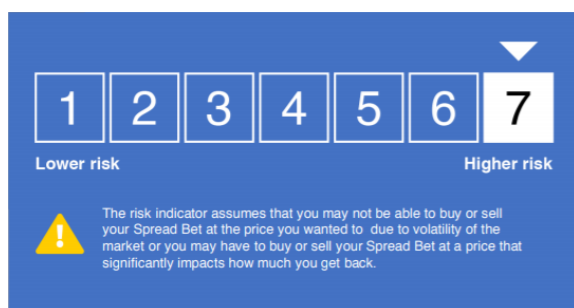 1 2 3 4 5 6 7
Lower risk Higher risk
The risk indicator assumes that you may not be able to buy or sell
your Spread Bet at the price you wanted to due to volatility of the
market or you may have to buy or sell your Spread Bet at a price that
significantly impacts how much you get back.